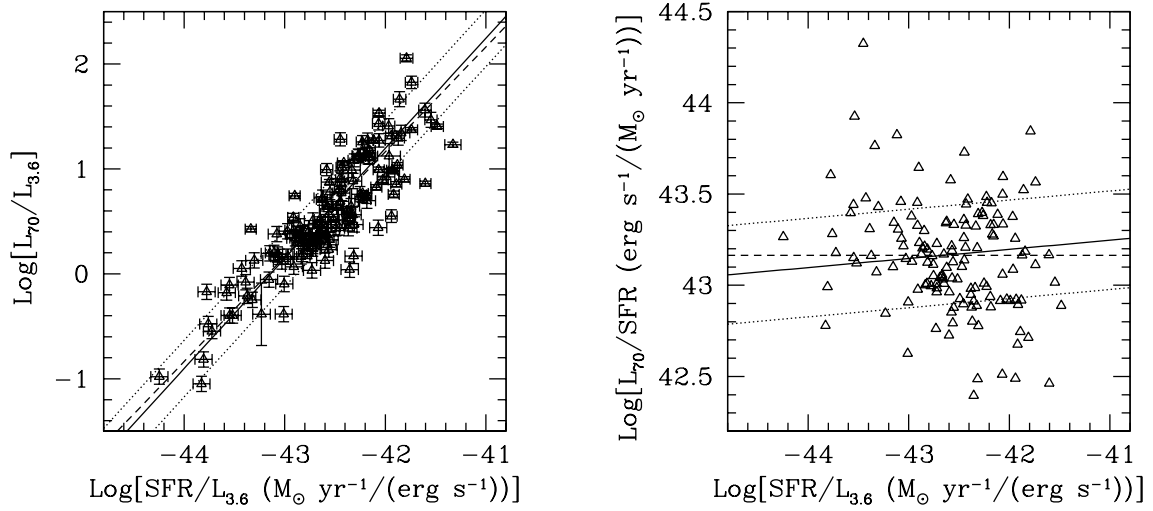 2
1
0
−1
Log[L70/L3.6]
−44 −43 −42 −41
Log[SFR/L3.6 (M⊙ yr−1/(erg s−1))]
44.5
44
43.5
43
42.5
Log[L70/SFR (erg s−1/(M⊙ yr−1))]
−44 −43 −42 −41
Log[SFR/L3.6 (M⊙ yr−1/(erg s−1))]